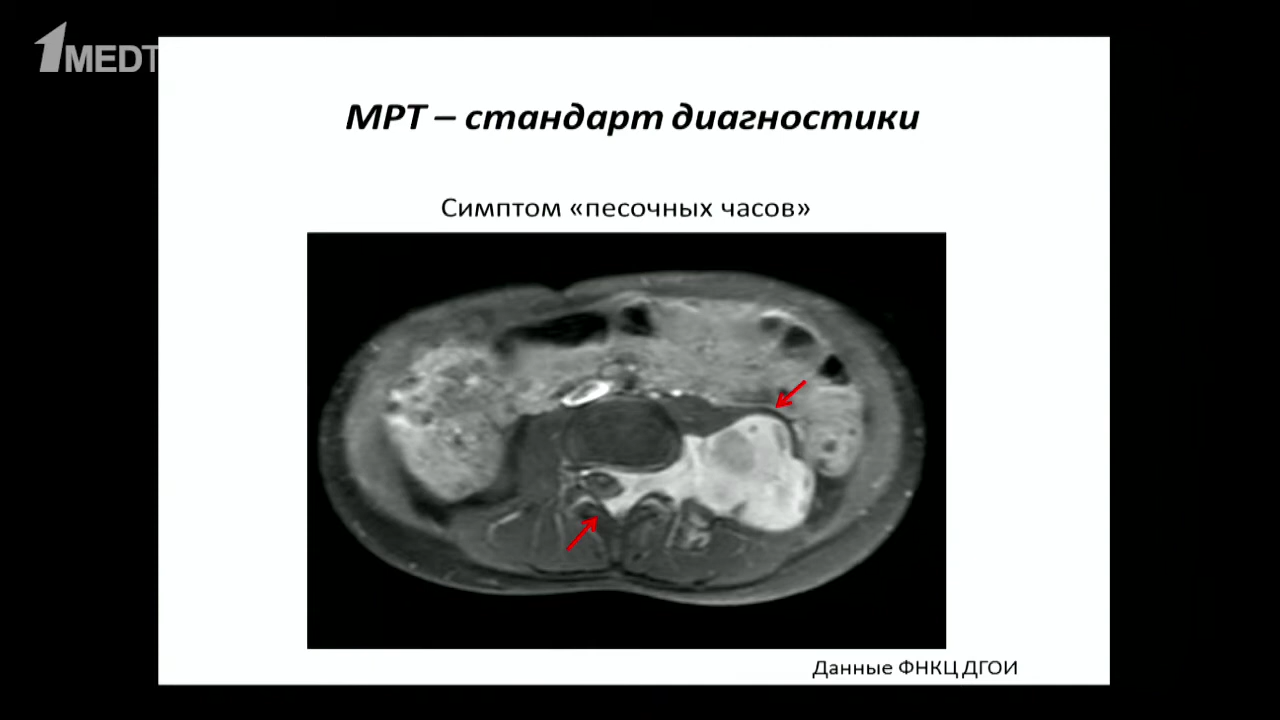 1MEDT
МРТ – стандарт диагностики
Симптом «песочных часов»
Данные ФНКЦ ДГОИ